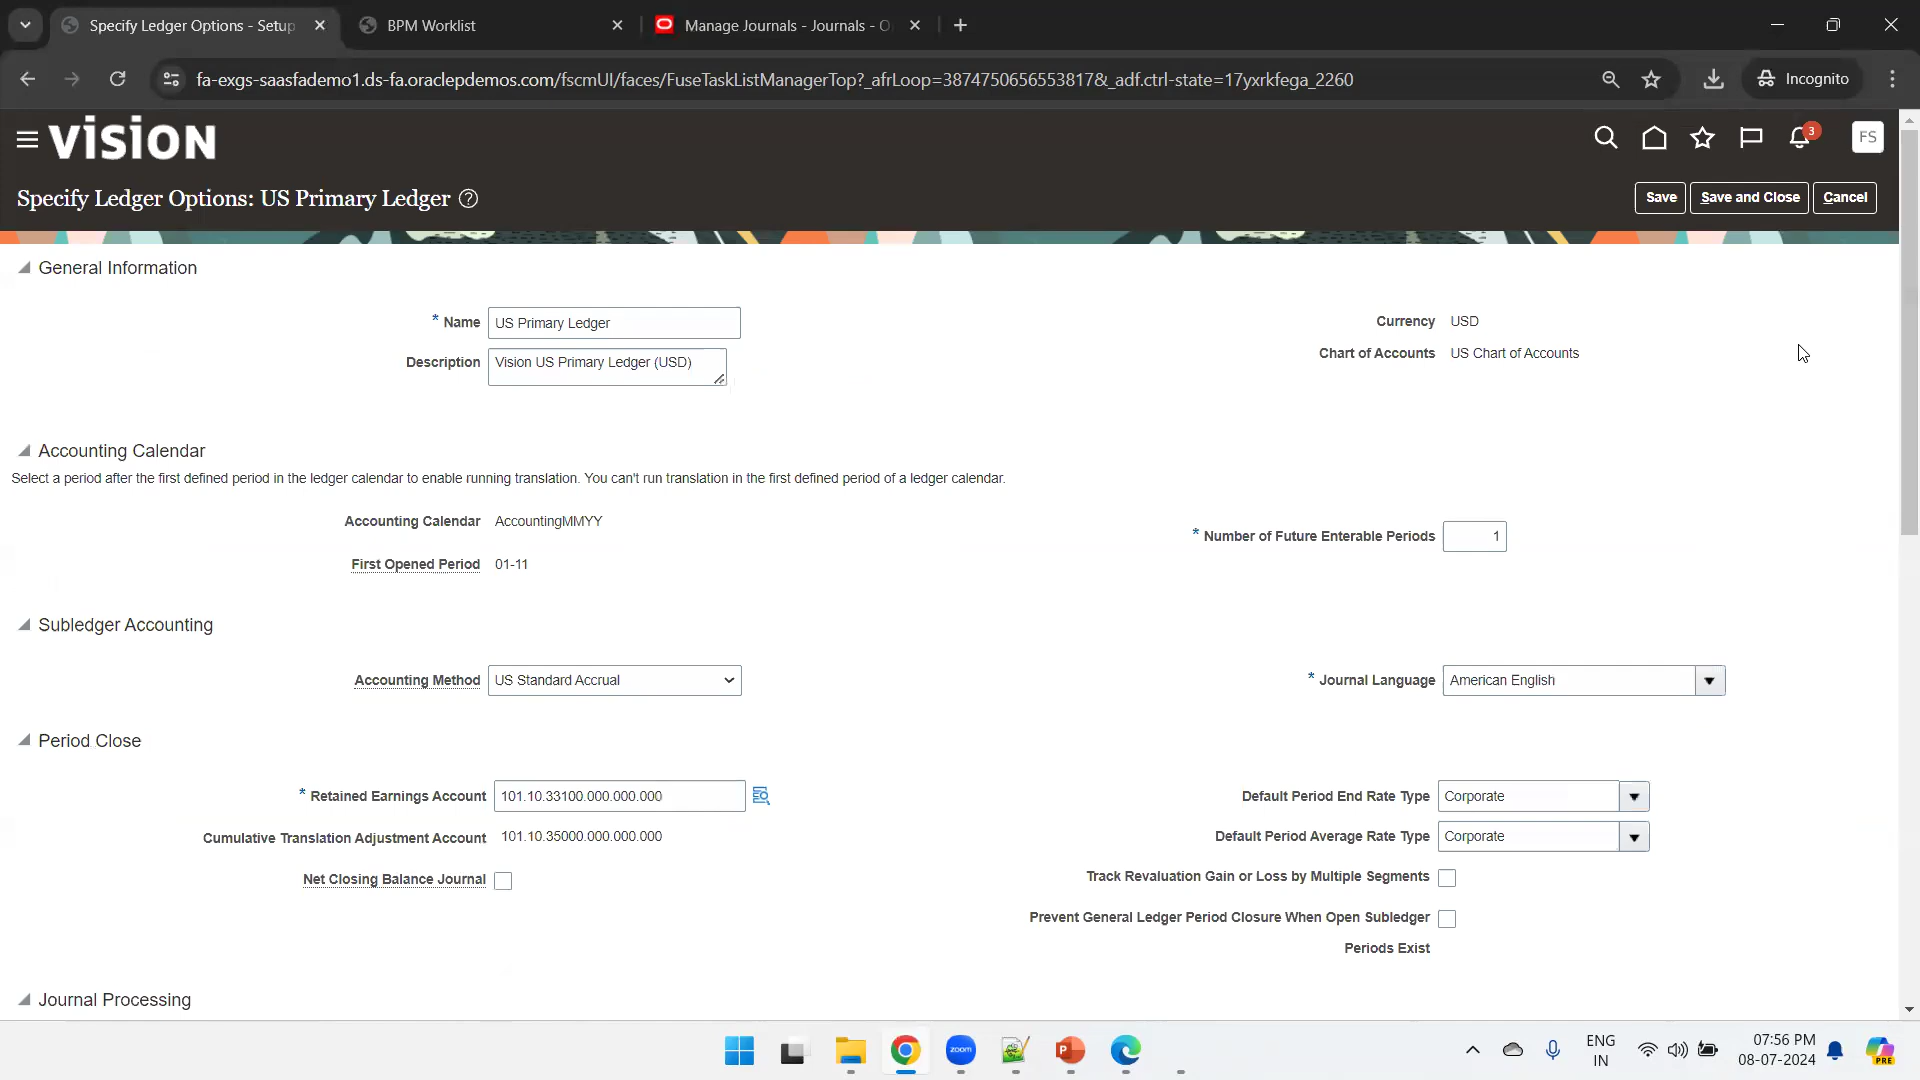 Specify Ledger Options - Setup
BPM Worklist
Manage Journals - Journals - O
fa-exgs-saasfademo1.ds-fa.oraclepdemos.com/fscmUI/faces/FuseTaskListManagerTop?_afrLoop=3874750656553817&_adf.ctrl-state=17yxrkfega_2260
Incognito
VISION
3
FS
Specify Ledger Options: US Primary Ledger
Save
Save and Close
Cancel
General Information
* Name US Primary Ledger
Currency USD
Description Vision US Primary Ledger (USD)
Chart of Accounts US Chart of Accounts
Accounting Calendar
Select a period after the first defined period in the ledger calendar to enable running translation. You can't run translation in the first defined period of a ledger calendar.
Accounting Calendar AccountingMMYY
* Number of Future Enterable Periods 1
First Opened Period 01-11
Subledger Accounting
Accounting Method US Standard Accrual
* Journal Language American English
Period Close
* Retained Earnings Account 101.10.33100.000.000.000
Default Period End Rate Type Corporate
Cumulative Translation Adjustment Account 101.10.35000.000.000.000
Default Period Average Rate Type Corporate
Net Closing Balance Journal
Track Revaluation Gain or Loss by Multiple Segments
Prevent General Ledger Period Closure When Open Subledger
Periods Exist
Journal Processing
zoom
ENG
IN
07:56 PM
08-07-2024
PRE